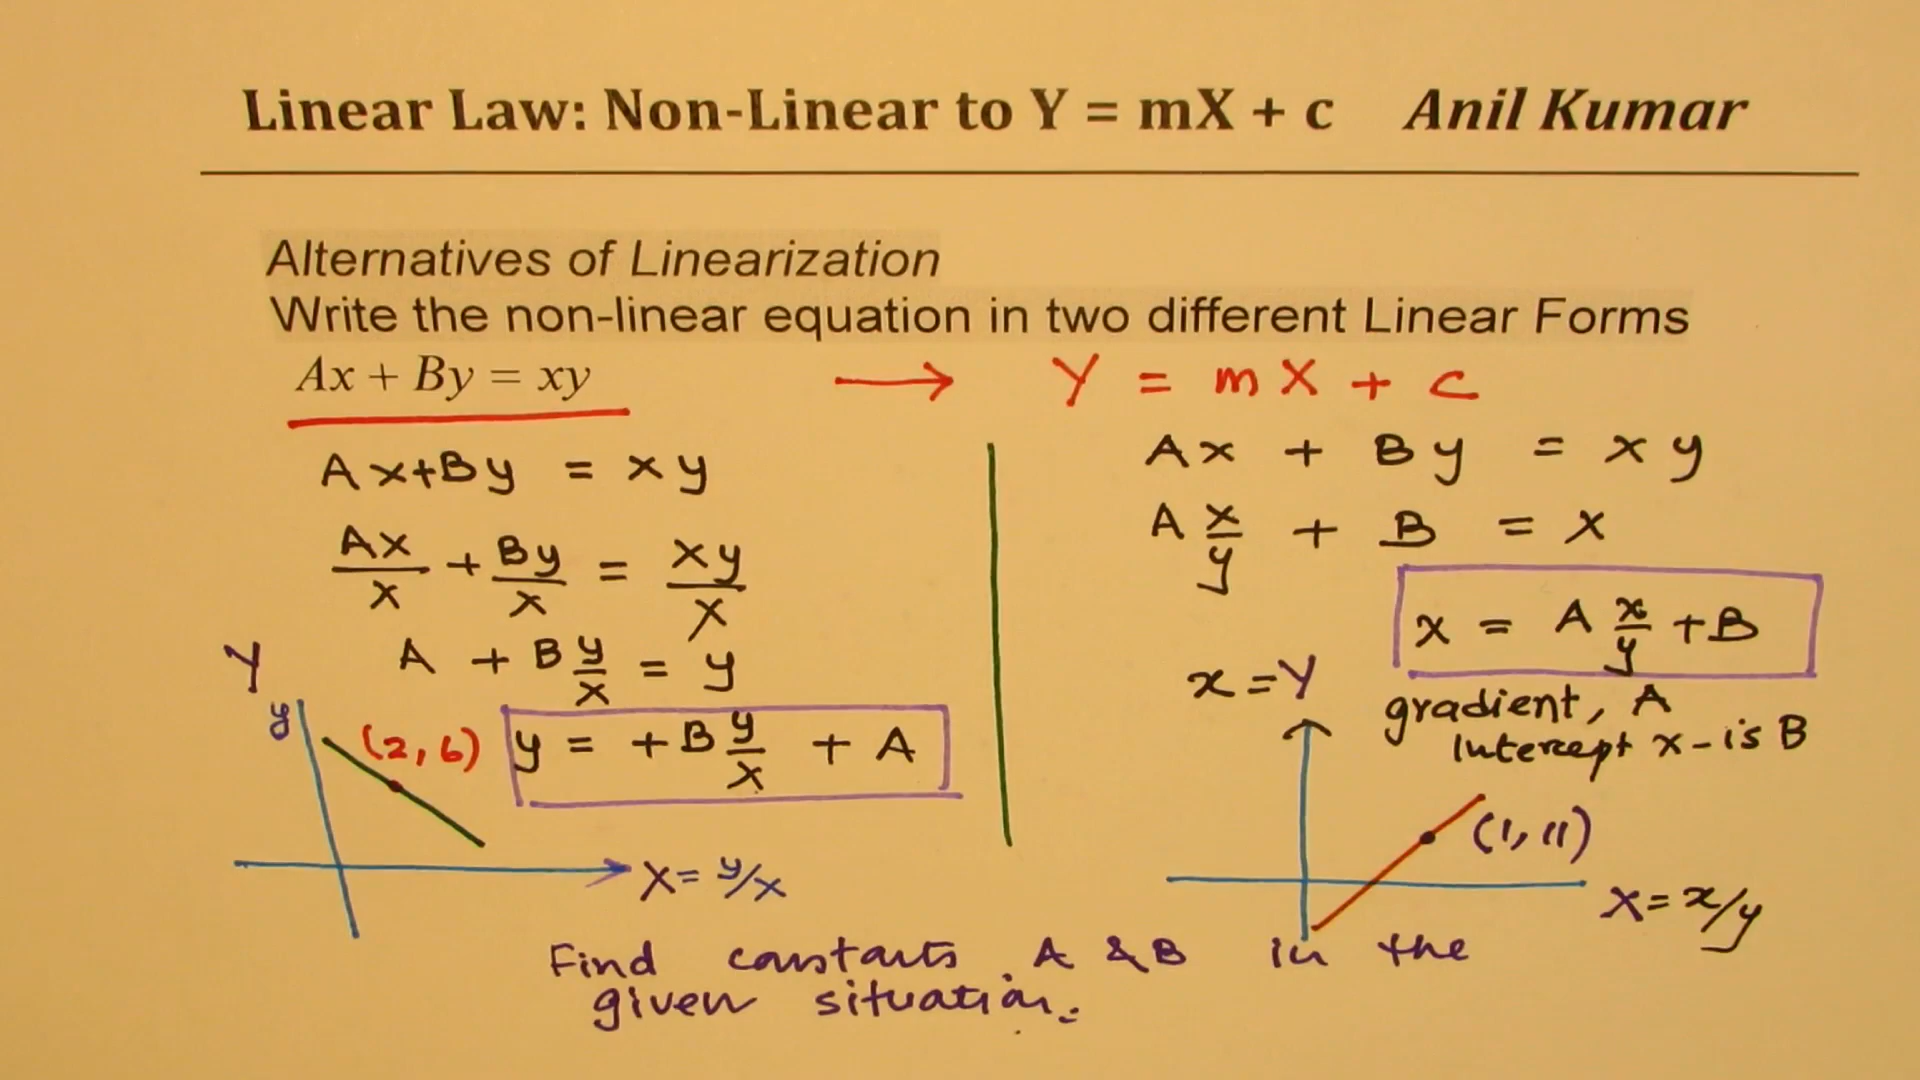 Linear Law: Non-Linear to Y = mX + c Anil Kumar
Alternatives of Linearization
Write the non-linear equation in two different Linear Forms
Ax + By = xy → Y = mX + c
Ax+By = xy
Ax/x + By/x = xy/x
A + B y/x = y
y = +B y/x + A
Y
y
(2, 6)
X = y/x
Ax + By = xy
A x/y + B = x
x = A x/y + B
gradient, A
Intercept x - is B
x = Y
(1, 11)
X = x/y
Find constants A & B in the
given situation.